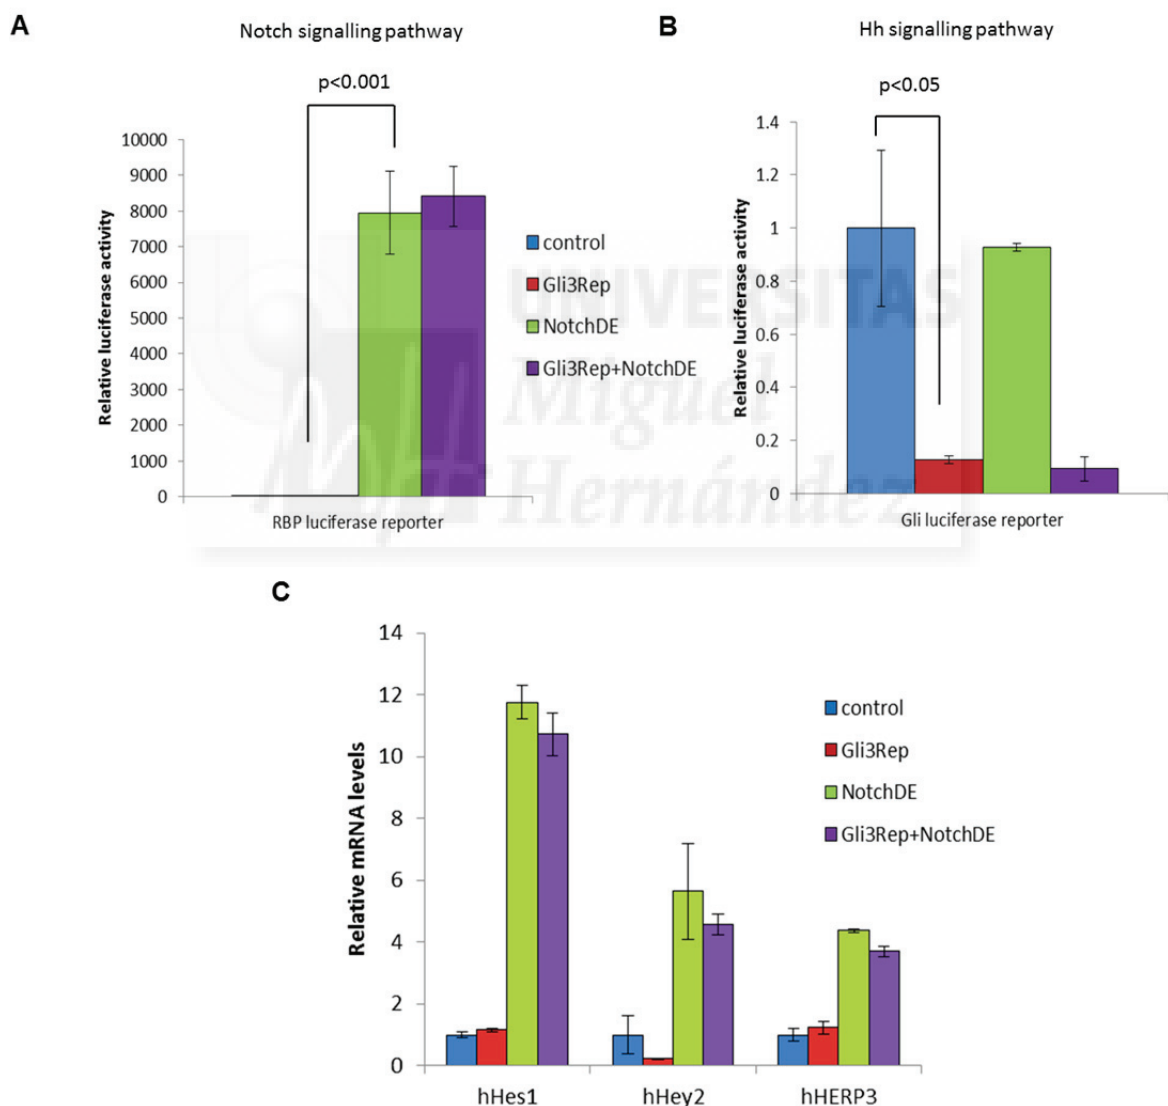 A
Notch signalling pathway
p<0.001
Relative luciferase activity
10000
9000
8000
7000
6000
5000
4000
3000
2000
1000
0
RBP luciferase reporter
control
Gli3Rep
NotchDE
Gli3Rep+NotchDE
B
Hh signalling pathway
p<0.05
Relative luciferase activity
1.4
1.2
1
0.8
0.6
0.4
0.2
0
Gli luciferase reporter
UNIVERSITAS
Miguel
Hernández
C
Relative mRNA levels
14
12
10
8
6
4
2
0
hHes1
hHey2
hHERP3
control
Gli3Rep
NotchDE
Gli3Rep+NotchDE